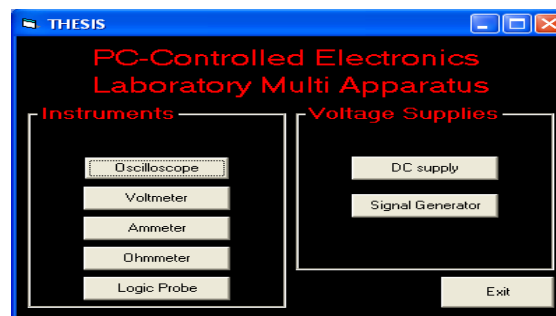 THESIS
PC-Controlled Electronics
Laboratory Multi Apparatus
Instruments
Oscilloscope
Voltmeter
Ammeter
Ohmmeter
Logic Probe
Voltage Supplies
DC supply
Signal Generator
Exit